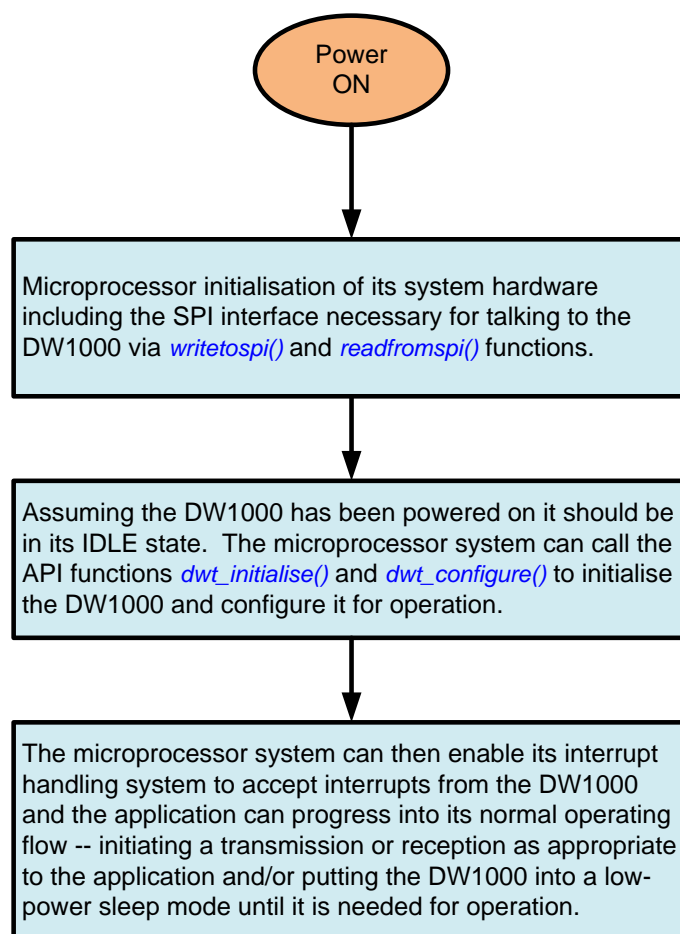 Power
ON
Microprocessor initialisation of its system hardware
including the SPI interface necessary for talking to the
DW1000 via writetospi() and readfromspi() functions.
Assuming the DW1000 has been powered on it should be
in its IDLE state.  The microprocessor system can call the
API functions dwt_initialise() and dwt_configure() to initialise
the DW1000 and configure it for operation.
The microprocessor system can then enable its interrupt
handling system to accept interrupts from the DW1000
and the application can progress into its normal operating
flow -- initiating a transmission or reception as appropriate
to the application and/or putting the DW1000 into a low-
power sleep mode until it is needed for operation.